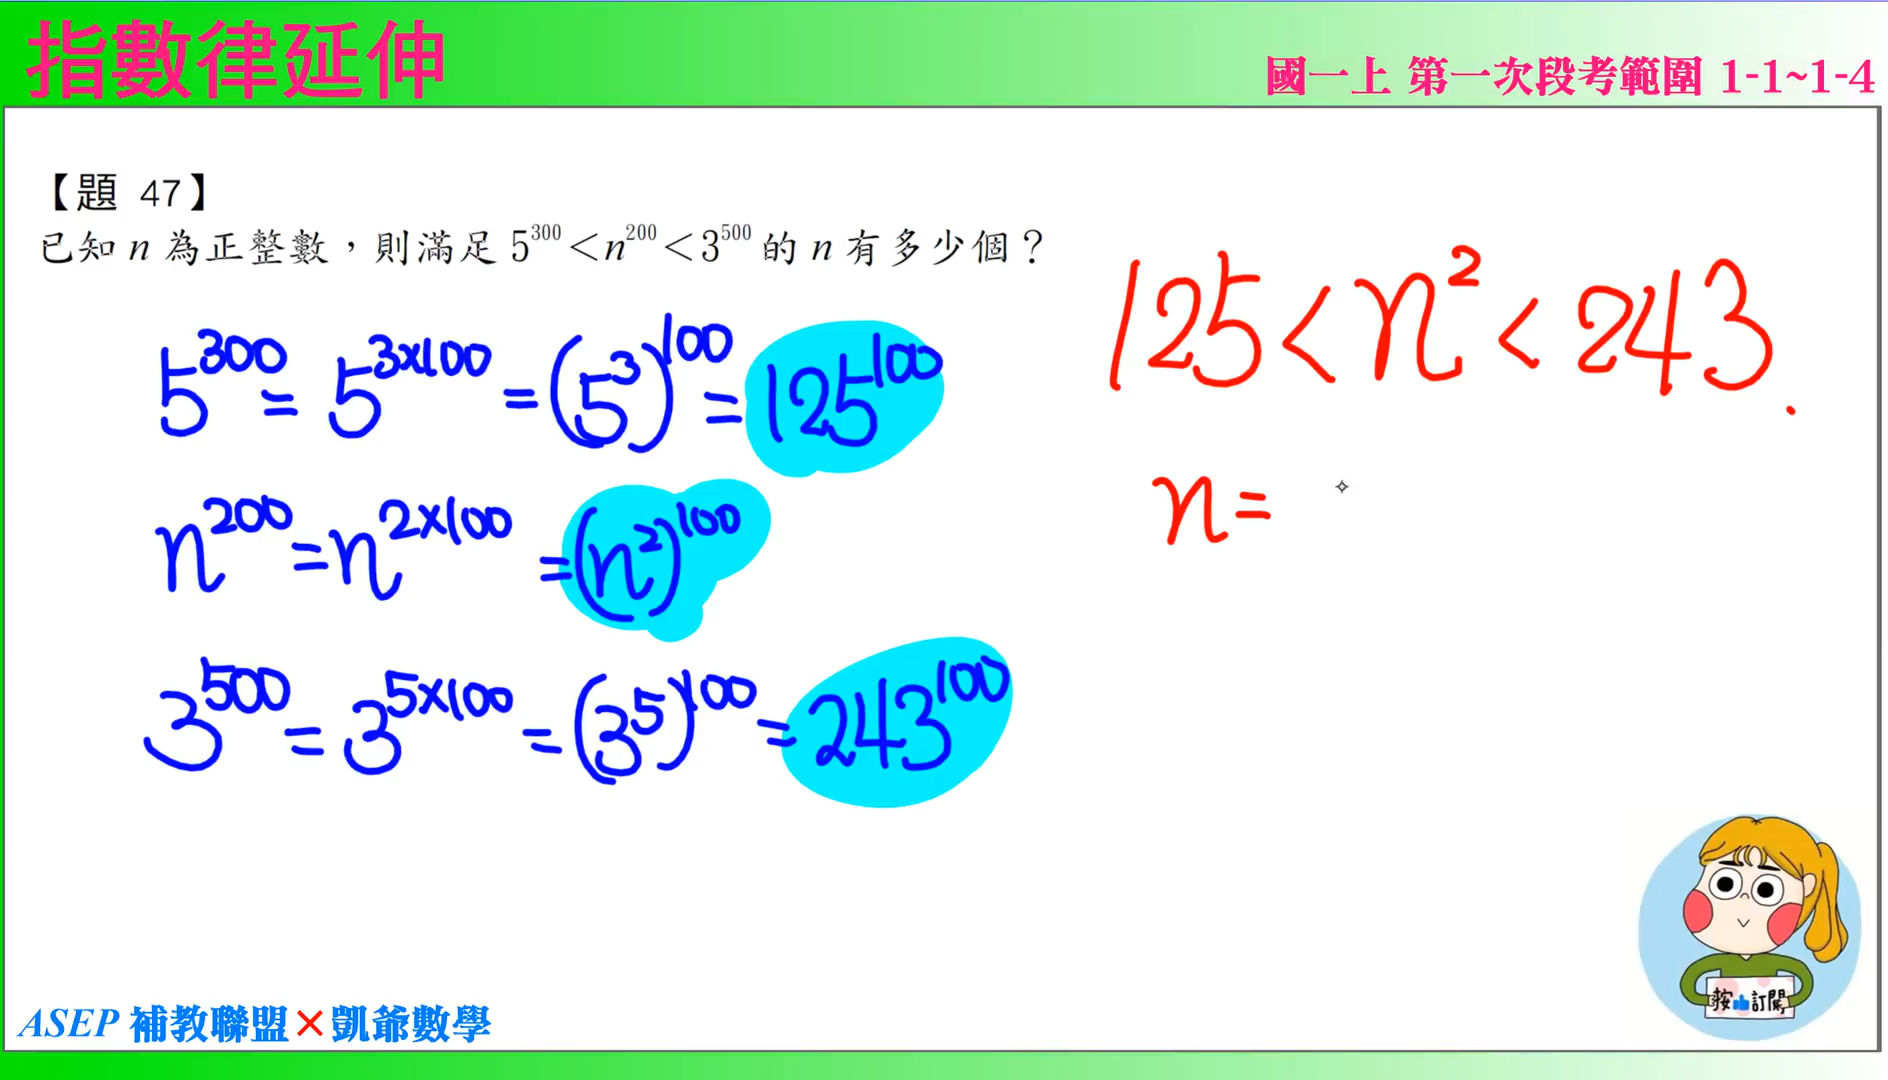 指數律延伸
國一上 第一次段考範圍 1-1~1-4
【題 47】
已知 n 為正整數，則滿足 5^300 < n^200 < 3^500 的 n 有多少個？
5^300 = 5^3×100 = (5^3)^100 = 125^100
n^200 = n^2×100 = (n^2)^100
3^500 = 3^5×100 = (3^5)^100 = 243^100
125 < n^2 < 243.
n =
按 訂閱
ASEP 補教聯盟×凱爺數學